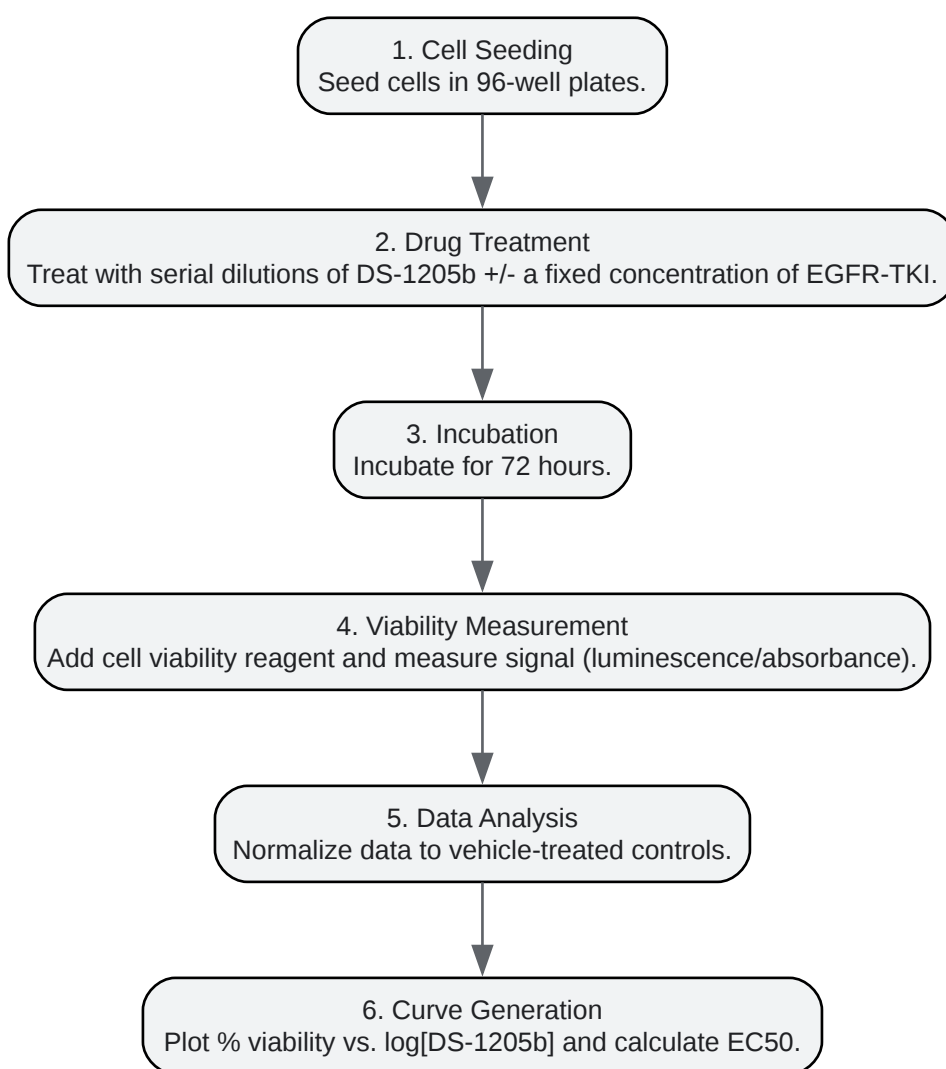 1. Cell Seeding
Seed cells in 96-well plates.
2. Drug Treatment
Treat with serial dilutions of DS-1205b +/- a fixed concentration of EGFR-TKI.
3. Incubation
Incubate for 72 hours.
4. Viability Measurement
Add cell viability reagent and measure signal (luminescence/absorbance).
5. Data Analysis
Normalize data to vehicle-treated controls.
6. Curve Generation
Plot % viability vs. log[DS-1205b] and calculate EC50.